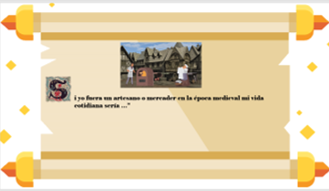 Si yo fuera un artesano o mercader en la época medieval mi vida
cotidiana sería ..."